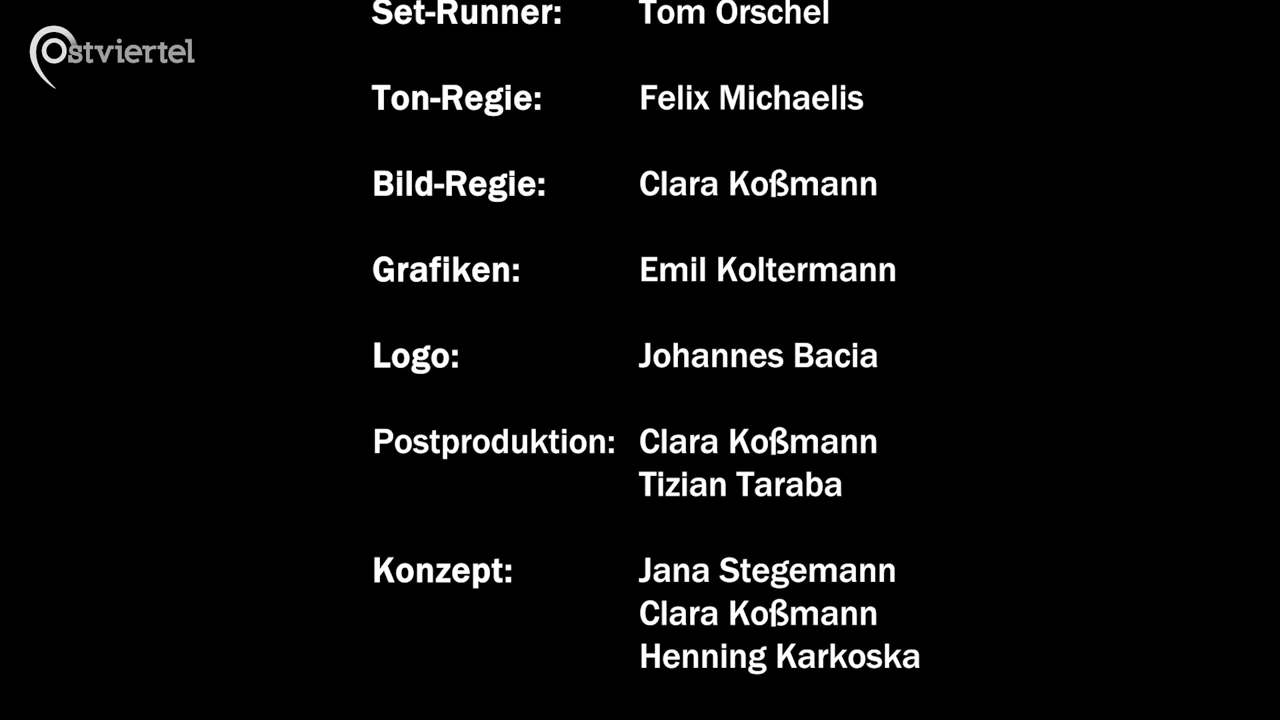 Ostviertel
Set-Runner: Tom Orschel
Ton-Regie: Felix Michaelis
Bild-Regie: Clara Koßmann
Grafiken: Emil Koltermann
Logo: Johannes Bacia
Postproduktion: Clara Koßmann
Tizian Taraba
Konzept: Jana Stegemann
Clara Koßmann
Henning Karkoska